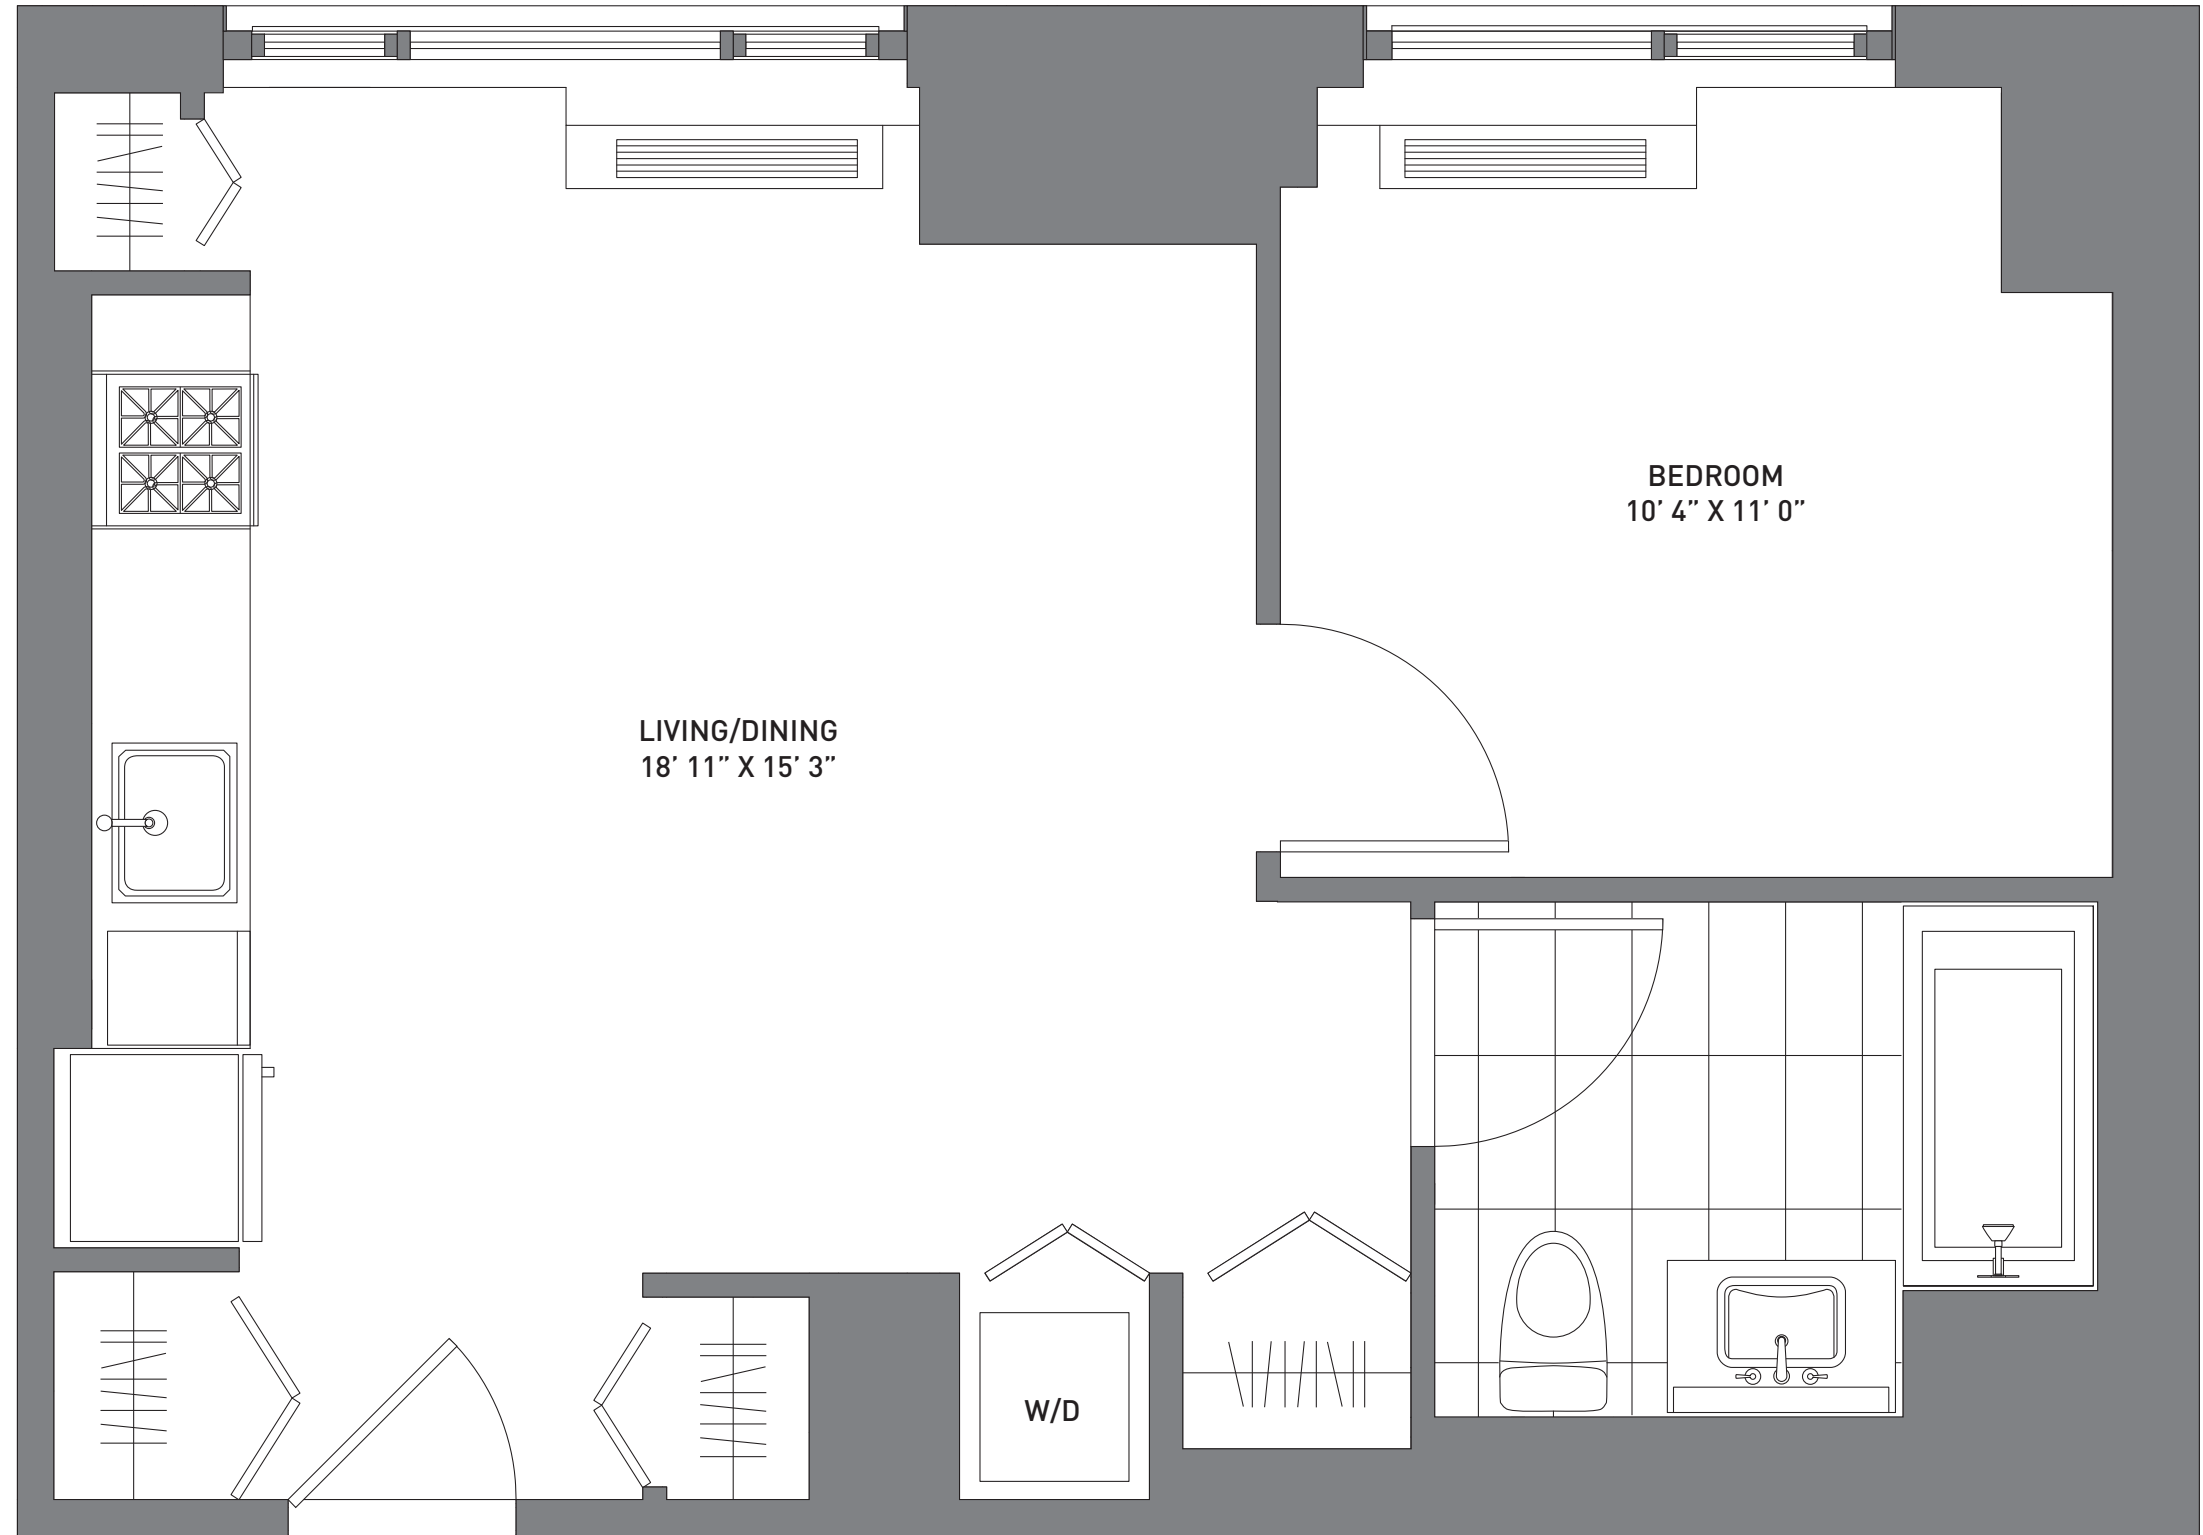 BEDROOM
10’ 4” X 11’ 0”
LIVING/DINING
18’ 11” X 15’ 3”
W/D